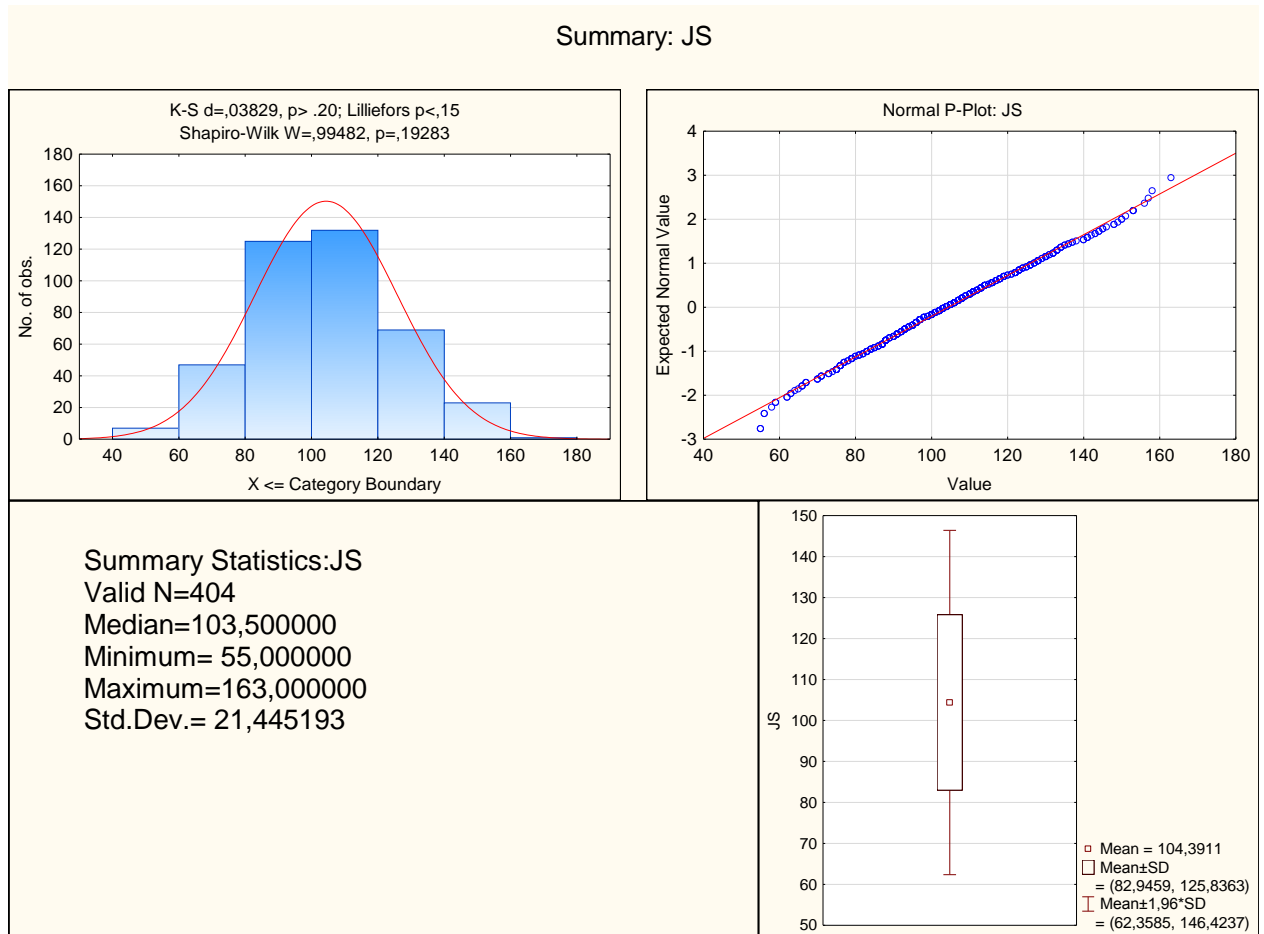 Summary: JS
K-S d=,03829, p> .20; Lilliefors p<,15
Shapiro-Wilk W=,99482, p=,19283
180
160
140
120
100
80
60
40
20
0
No. of obs.
40 60 80 100 120 140 160 180
X <= Category Boundary
Normal P-Plot: JS
4
3
2
1
0
-1
-2
-3
Expected Normal Value
40 60 80 100 120 140 160 180
Value
Summary Statistics:JS
Valid N=404
Median=103,500000
Minimum= 55,000000
Maximum=163,000000
Std.Dev.= 21,445193
150
140
130
120
110
100
90
80
70
60
50
JS
Mean = 104,3911
Mean±SD
= (82,9459, 125,8363)
Mean±1,96*SD
= (62,3585, 146,4237)